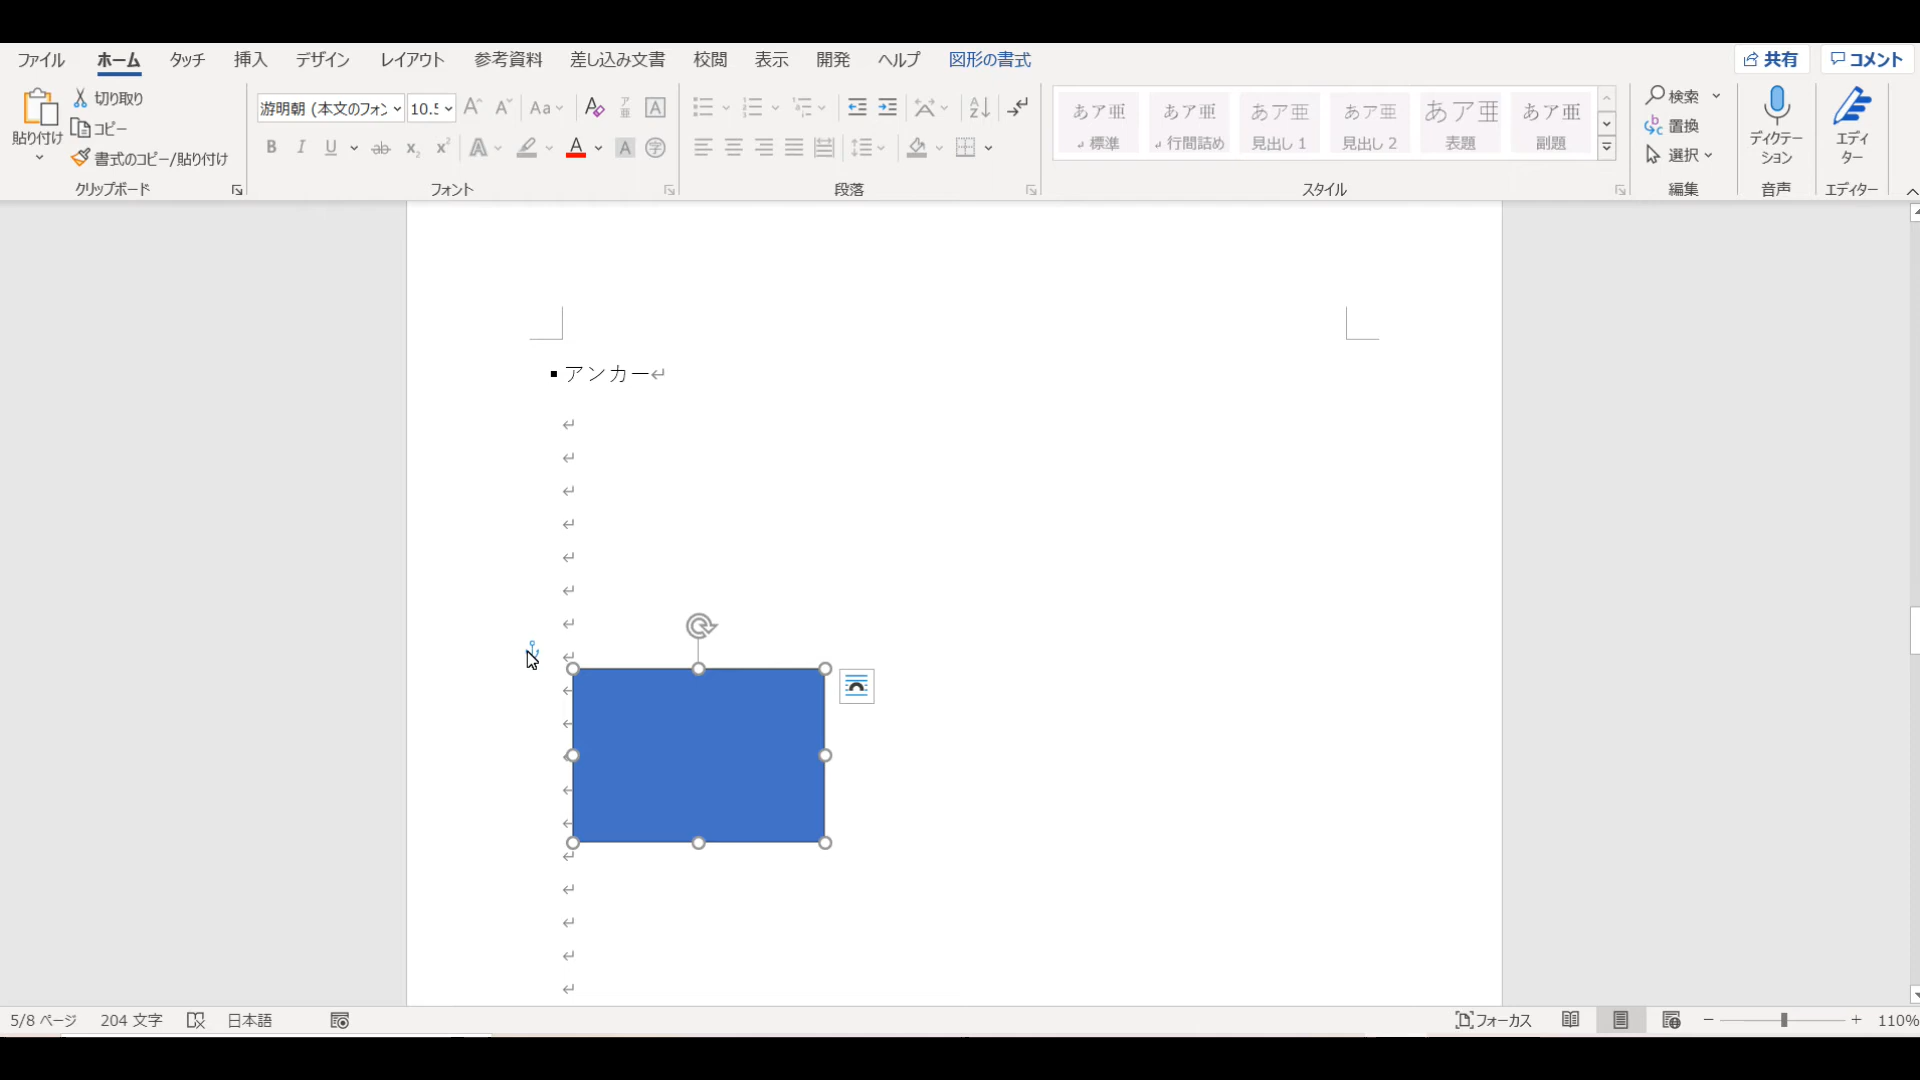 ファイル ホーム タッチ 挿入 デザイン レイアウト 参考資料 差し込み文書 校閲 表示 開発 ヘルプ 図形の書式 共有 コメント
貼り付け 切り取り コピー 書式のコピー/貼り付け
游明朝 (本文のフォン 10.5 Aa ア亜 A
B I U ab x₂ x² A A A 字
あア亜 標準 あア亜 行間詰め あア亜 見出し 1 あア亜 見出し 2 あア亜 表題 あア亜 副題
検索 置換 選択
ディクテーション
エディター
クリップボード フォント 段落 スタイル 編集 音声 エディター
▪アンカー↵
5/8 ページ 204 文字 日本語 フォーカス 110%